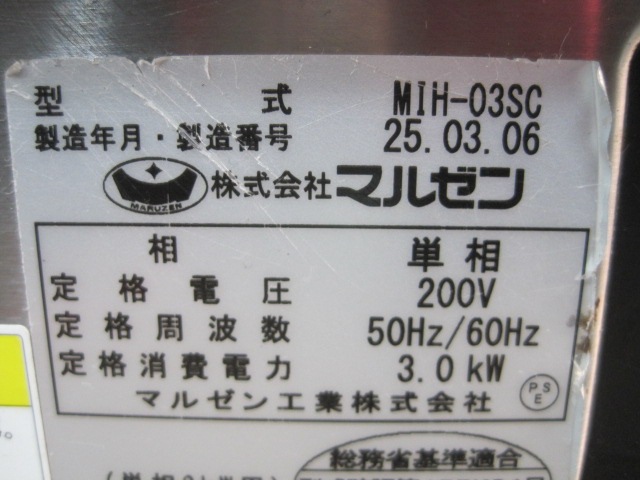 型式 MIH-03SC
製造年月・製造番号 25.03.06
MARUZEN 株式会社マルゼン
相 単相
定格電圧 200V
定格周波数 50Hz/60Hz
定格消費電力 3.0kW
マルゼン工業株式会社 PSE
総務省基準適合